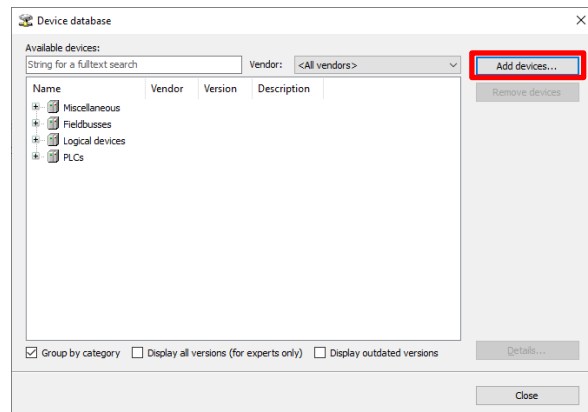 Device database
Available devices:
String for a fulltext search Vendor: <All vendors> Add devices...
Name Vendor Version Description Remove devices
Miscellaneous
Fieldbusses
Logical devices
PLCs
Group by category Display all versions (for experts only) Display outdated versions Details...
Close